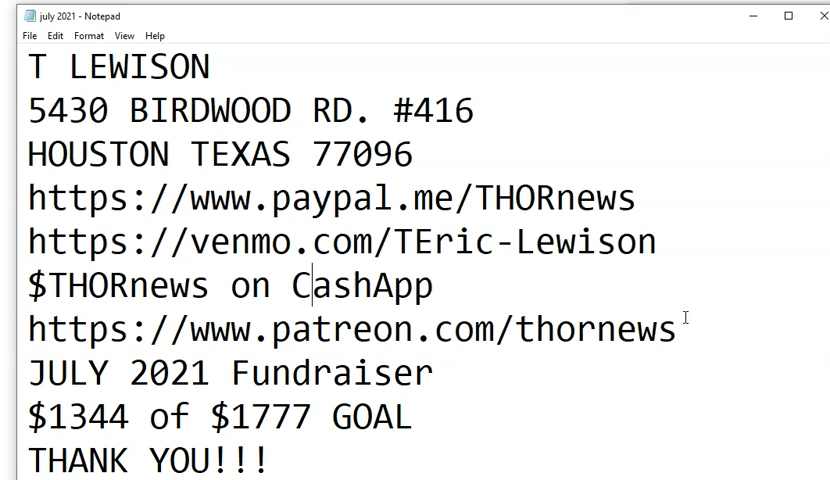 july 2021 - Notepad
File Edit Format View Help
T LEWISON
5430 BIRDWOOD RD. #416
HOUSTON TEXAS 77096
https://www.paypal.me/THORnews
https://venmo.com/TEric-Lewison
$THORnews on CashApp
https://www.patreon.com/thornews
JULY 2021 Fundraiser
$1344 of $1777 GOAL
THANK YOU!!!